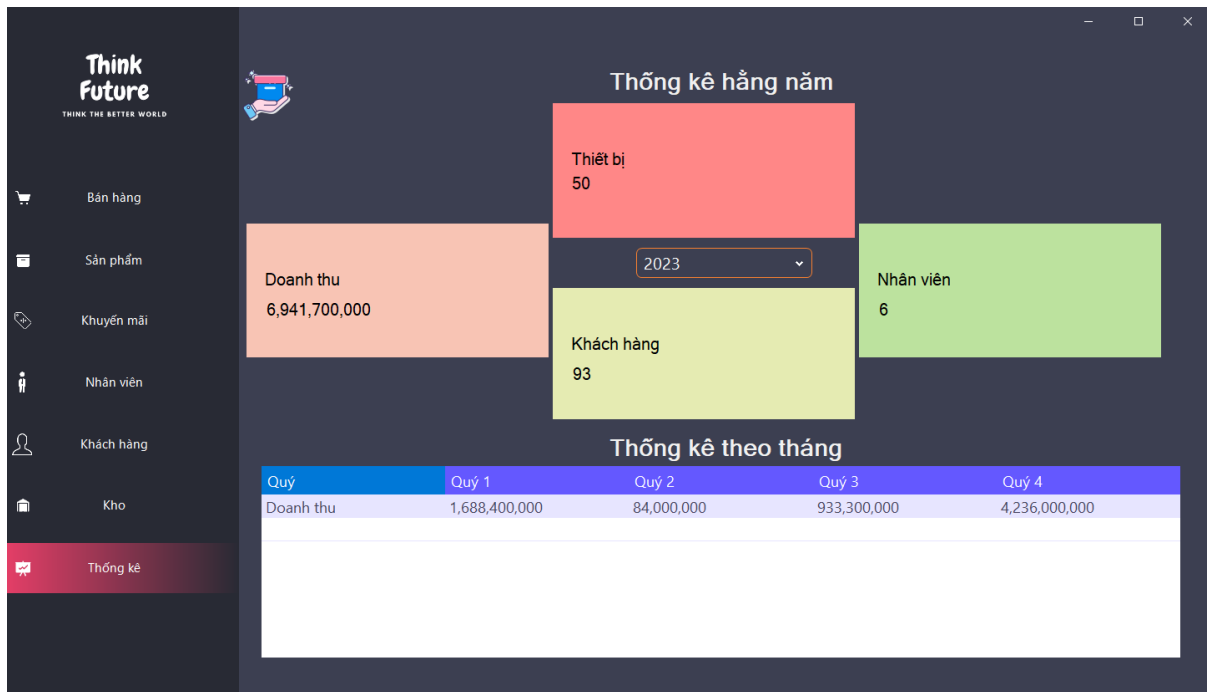 Think
Future
THINK THE BETTER WORLD
Bán hàng
Sản phẩm
Khuyến mãi
Nhân viên
Khách hàng
Kho
Thống kê
Thống kê hằng năm
Thiết bị
50
2023
Doanh thu
6,941,700,000
Nhân viên
6
Khách hàng
93
Thống kê theo tháng
Quý Quý 1 Quý 2 Quý 3 Quý 4
Doanh thu 1,688,400,000 84,000,000 933,300,000 4,236,000,000